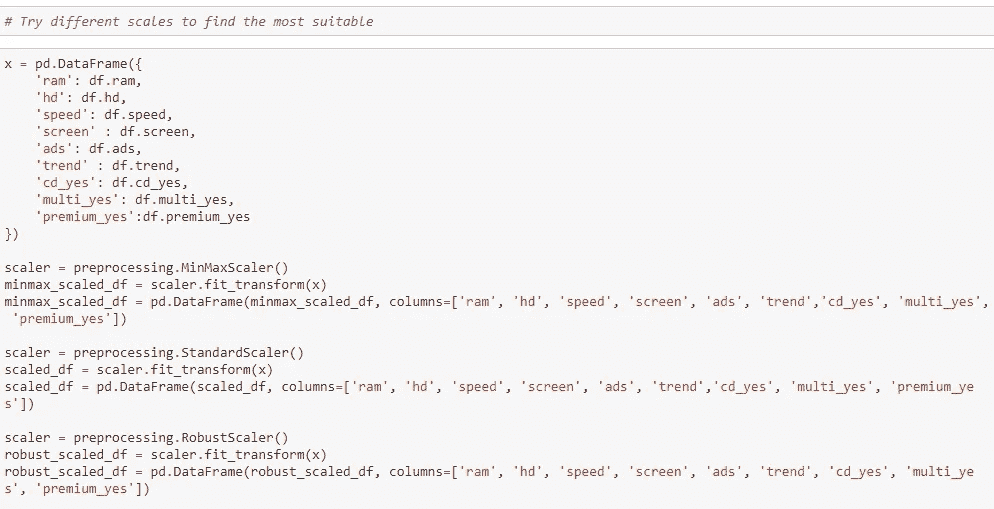 # Try different scales to find the most suitable
x = pd.DataFrame({
    'ram': df.ram,
    'hd': df.hd,
    'speed': df.speed,
    'screen' : df.screen,
    'ads': df.ads,
    'trend' : df.trend,
    'cd_yes': df.cd_yes,
    'multi_yes': df.multi_yes,
    'premium_yes':df.premium_yes
})
scaler = preprocessing.MinMaxScaler()
minmax_scaled_df = scaler.fit_transform(x)
minmax_scaled_df = pd.DataFrame(minmax_scaled_df, columns=['ram', 'hd', 'speed', 'screen', 'ads', 'trend','cd_yes', 'multi_yes',
 'premium_yes'])
scaler = preprocessing.StandardScaler()
scaled_df = scaler.fit_transform(x)
scaled_df = pd.DataFrame(scaled_df, columns=['ram', 'hd', 'speed', 'screen', 'ads', 'trend','cd_yes', 'multi_yes', 'premium_ye
s'])
scaler = preprocessing.RobustScaler()
robust_scaled_df = scaler.fit_transform(x)
robust_scaled_df = pd.DataFrame(robust_scaled_df, columns=['ram', 'hd', 'speed', 'screen', 'ads', 'trend', 'cd_yes', 'multi_ye
s', 'premium_yes'])